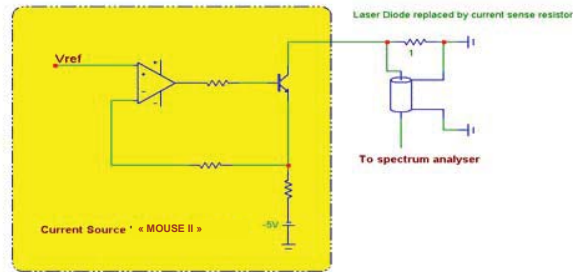 Laser Diode replaced by current sense resistor
Vref
1
To spectrum analyser
-5V
Current Source ' « MOUSE II »